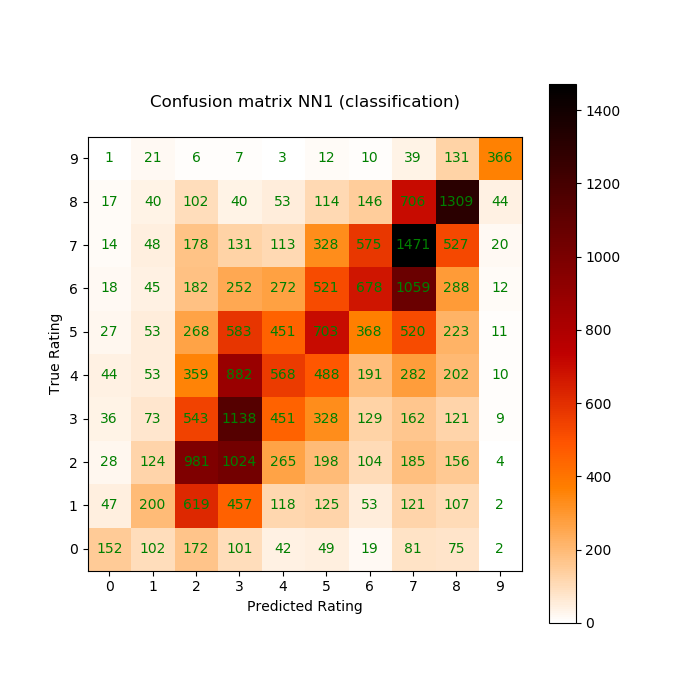 Confusion matrix NN1 (classification)
9 1 21 6 7 3 12 10 39 131 366
8 17 40 102 40 53 114 146 1309 44
7 14 48 178 131 113 328 575 1471 527 20
6 18 45 182 252 272 521 1059 288 12
5 27 53 268 583 451 368 520 223 11
4 44 53 359 882 568 488 191 282 202 10
3 36 73 543 1138 451 328 129 162 121 9
2 28 124 981 1024 265 198 104 185 156 4
1 47 200 619 457 118 125 53 121 107 2
0 152 102 172 101 42 49 19 81 75 2
0 1 2 3 4 5 6 7 8 9
Predicted Rating
True Rating
1400
1200
1000
800
600
400
200
0